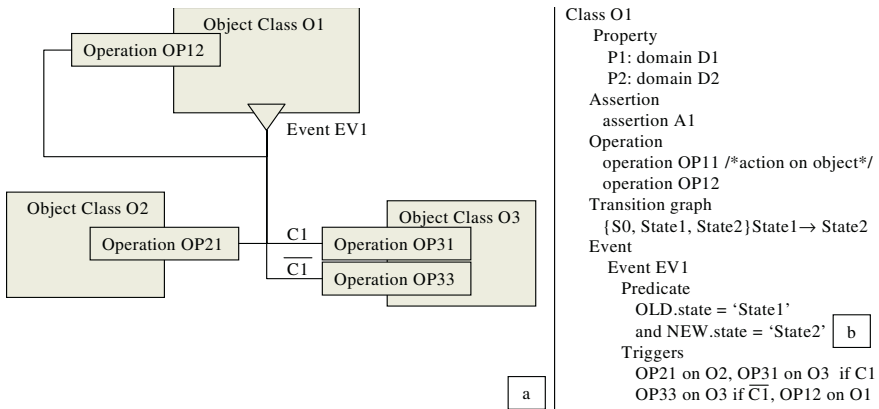 Object Class O1
Operation OP12
Event EV1
Object Class O2
Operation OP21
Object Class O3
C1
Operation OP31
C̅1̅
Operation OP33
a
Class O1
Property
P1: domain D1
P2: domain D2
Assertion
assertion A1
Operation
operation OP11 /*action on object*/
operation OP12
Transition graph
{S0, State1, State2}State1→ State2
Event
Event EV1
Predicate
OLD.state = ‘State1’
and NEW.state = ‘State2’
b
Triggers
OP21 on O2, OP31 on O3 if C1
OP33 on O3 if C̅1̅, OP12 on O1